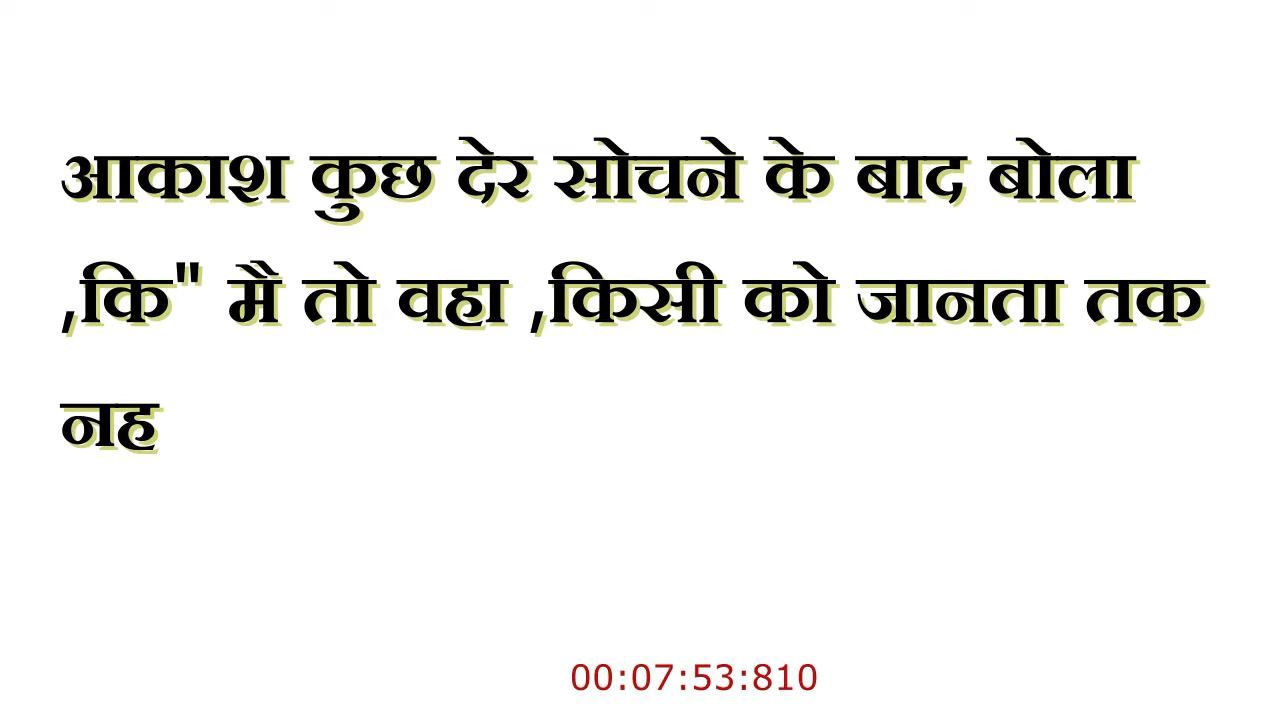 आकाश कुछ देर सोचने के बाद बोला
,कि" मै तो वहा ,किसी को जानता तक
नह
00:07:53:810